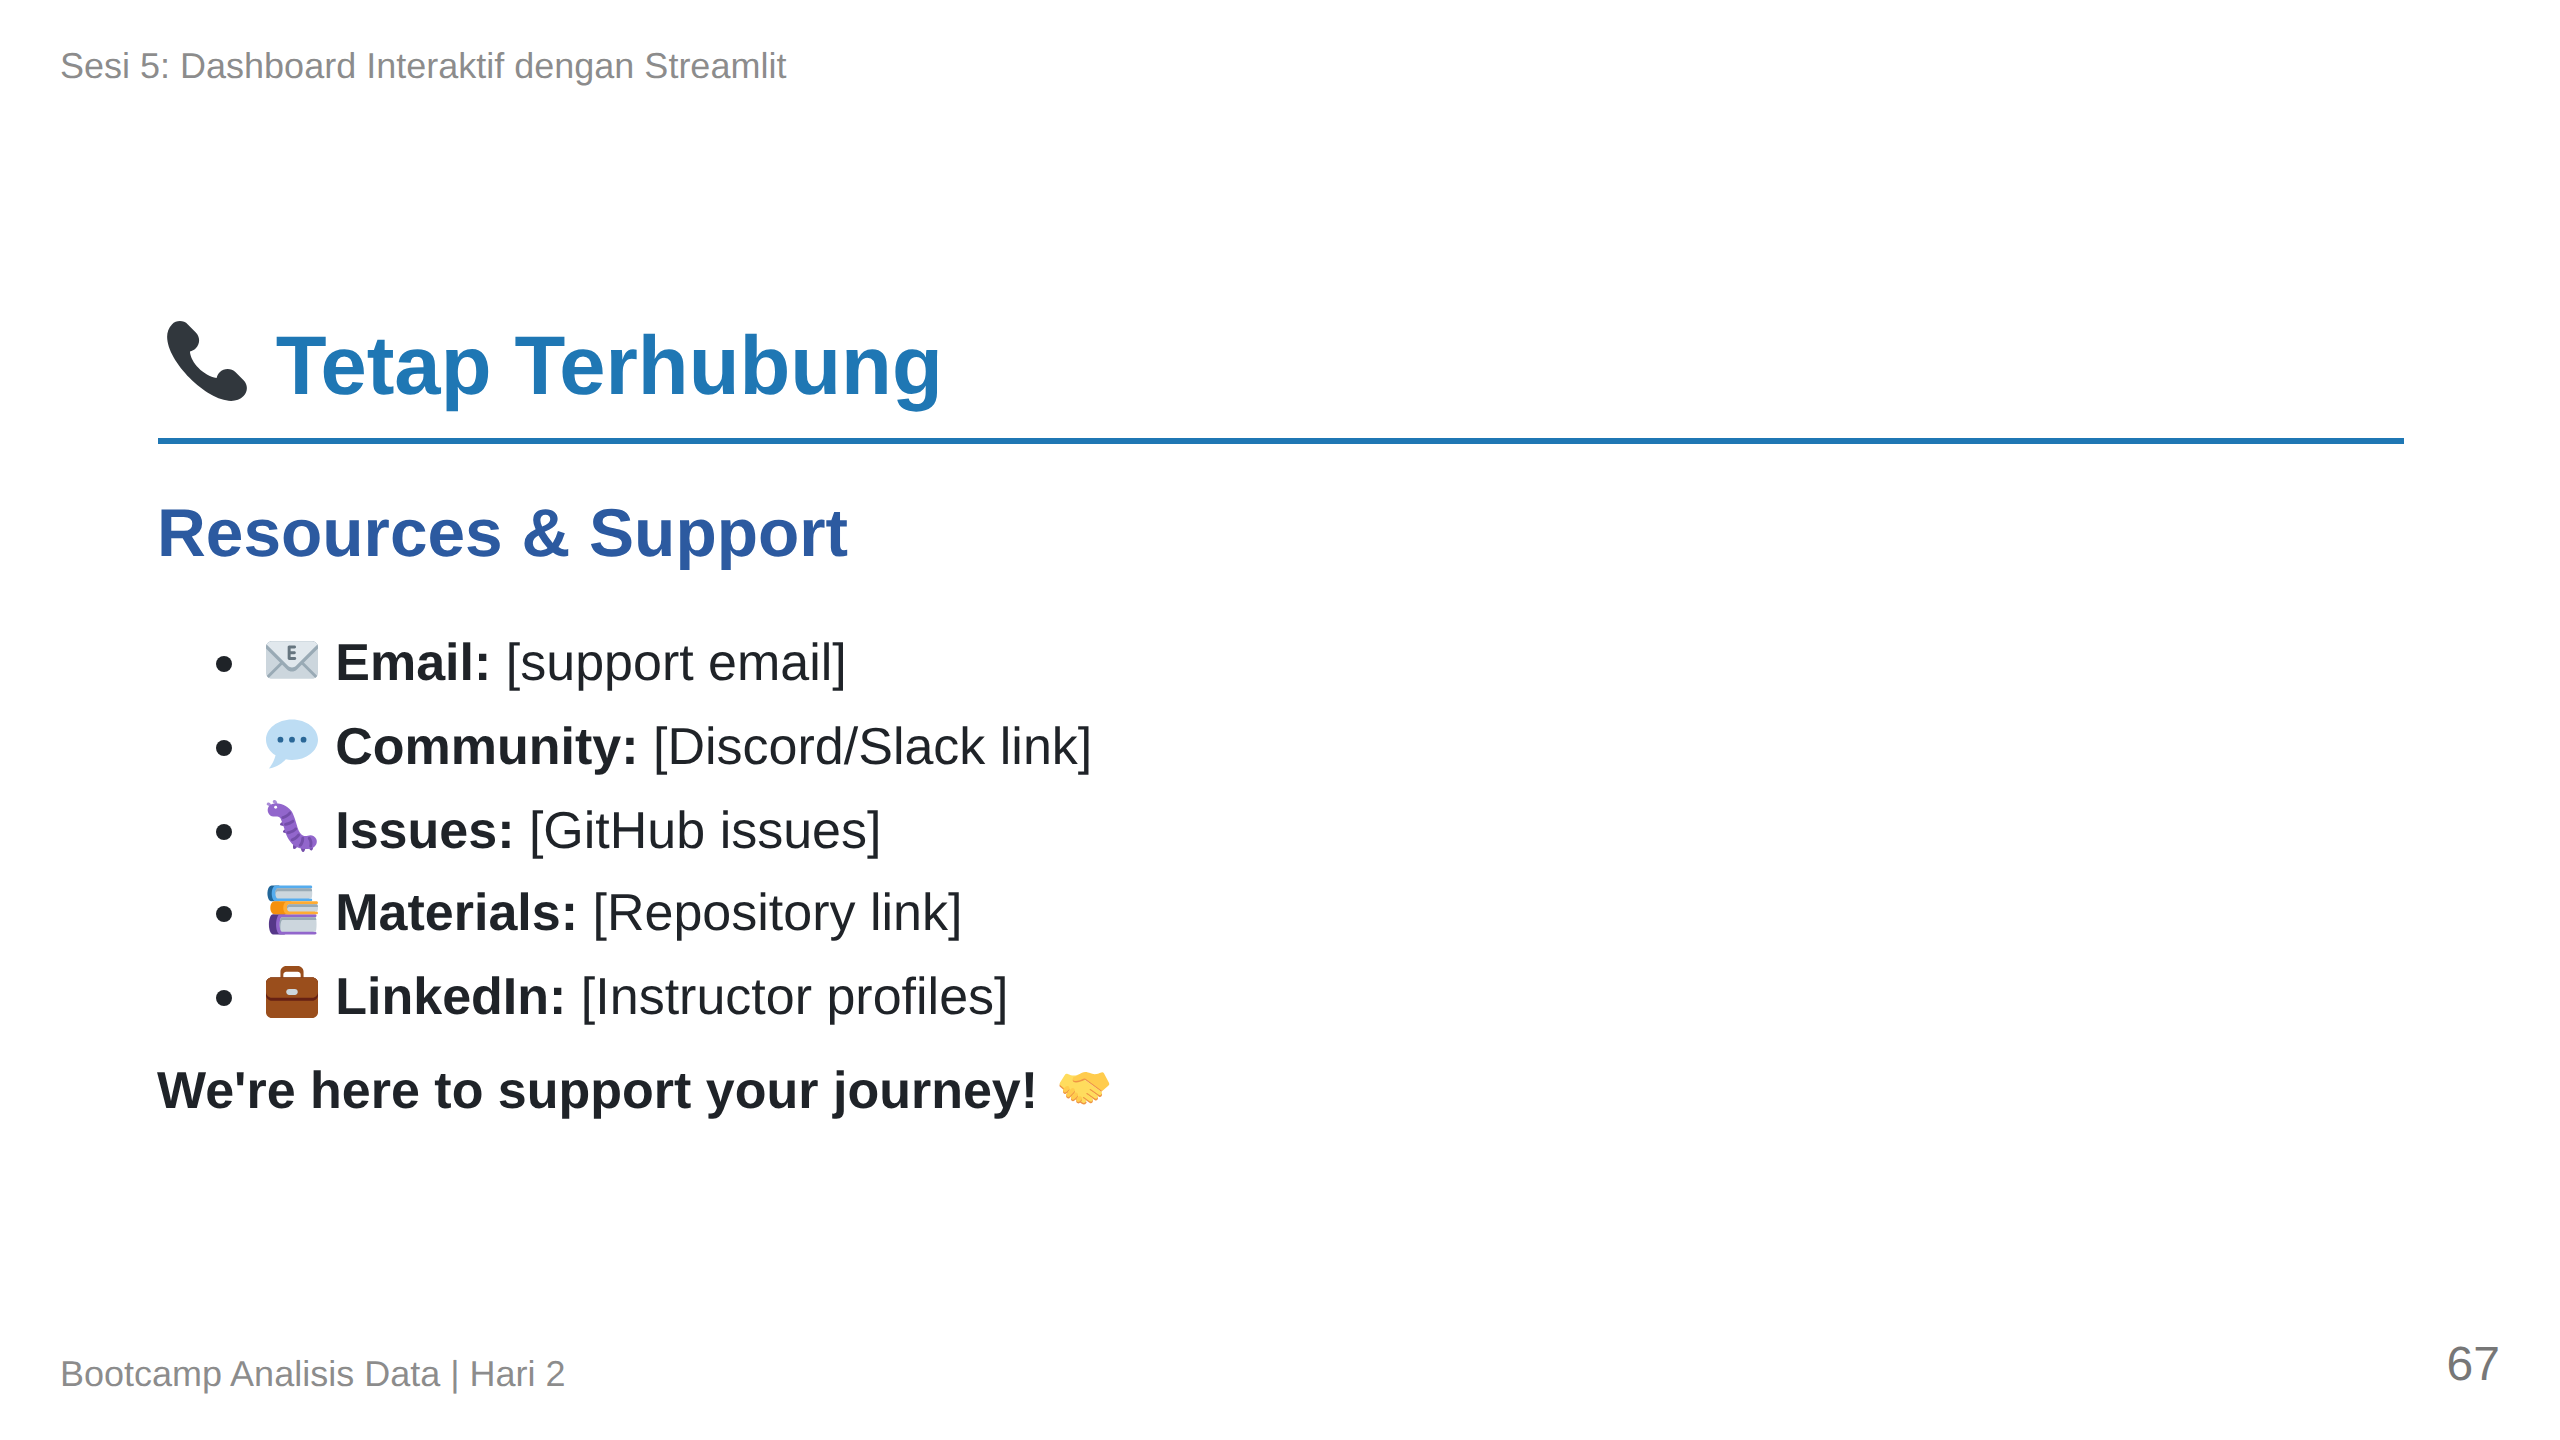 Sesi 5: Dashboard Interaktif dengan Streamlit
📞 Tetap Terhubung
Resources & Support
• 📧 Email: [support email]
• 💬 Community: [Discord/Slack link]
• 🐛 Issues: [GitHub issues]
• 📚 Materials: [Repository link]
• 💼 LinkedIn: [Instructor profiles]
We're here to support your journey! 🤝
Bootcamp Analisis Data | Hari 2
67